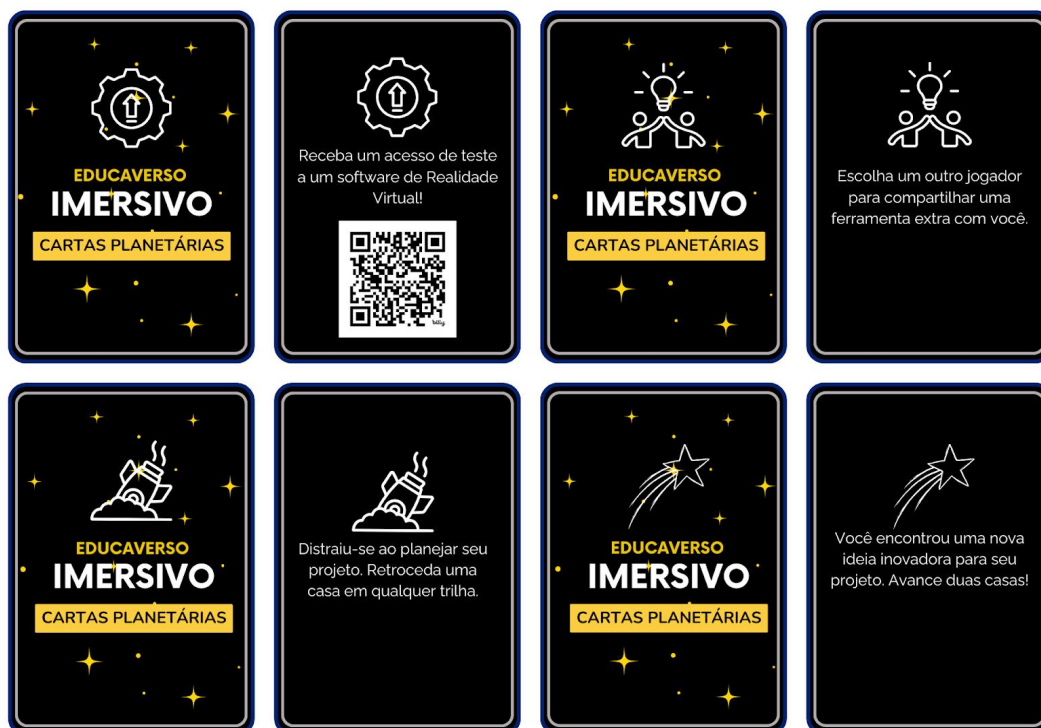 EDUCAVERSO
IMERSIVO
CARTAS PLANETÁRIAS
Receba um acesso de teste
a um software de Realidade
Virtual!
bitly
EDUCAVERSO
IMERSIVO
CARTAS PLANETÁRIAS
Escolha um outro jogador
para compartilhar uma
ferramenta extra com você.
EDUCAVERSO
IMERSIVO
CARTAS PLANETÁRIAS
Distraiu-se ao planejar seu
projeto. Retroceda uma
casa em qualquer trilha.
EDUCAVERSO
IMERSIVO
CARTAS PLANETÁRIAS
Você encontrou uma nova
ideia inovadora para seu
projeto. Avance duas casas!